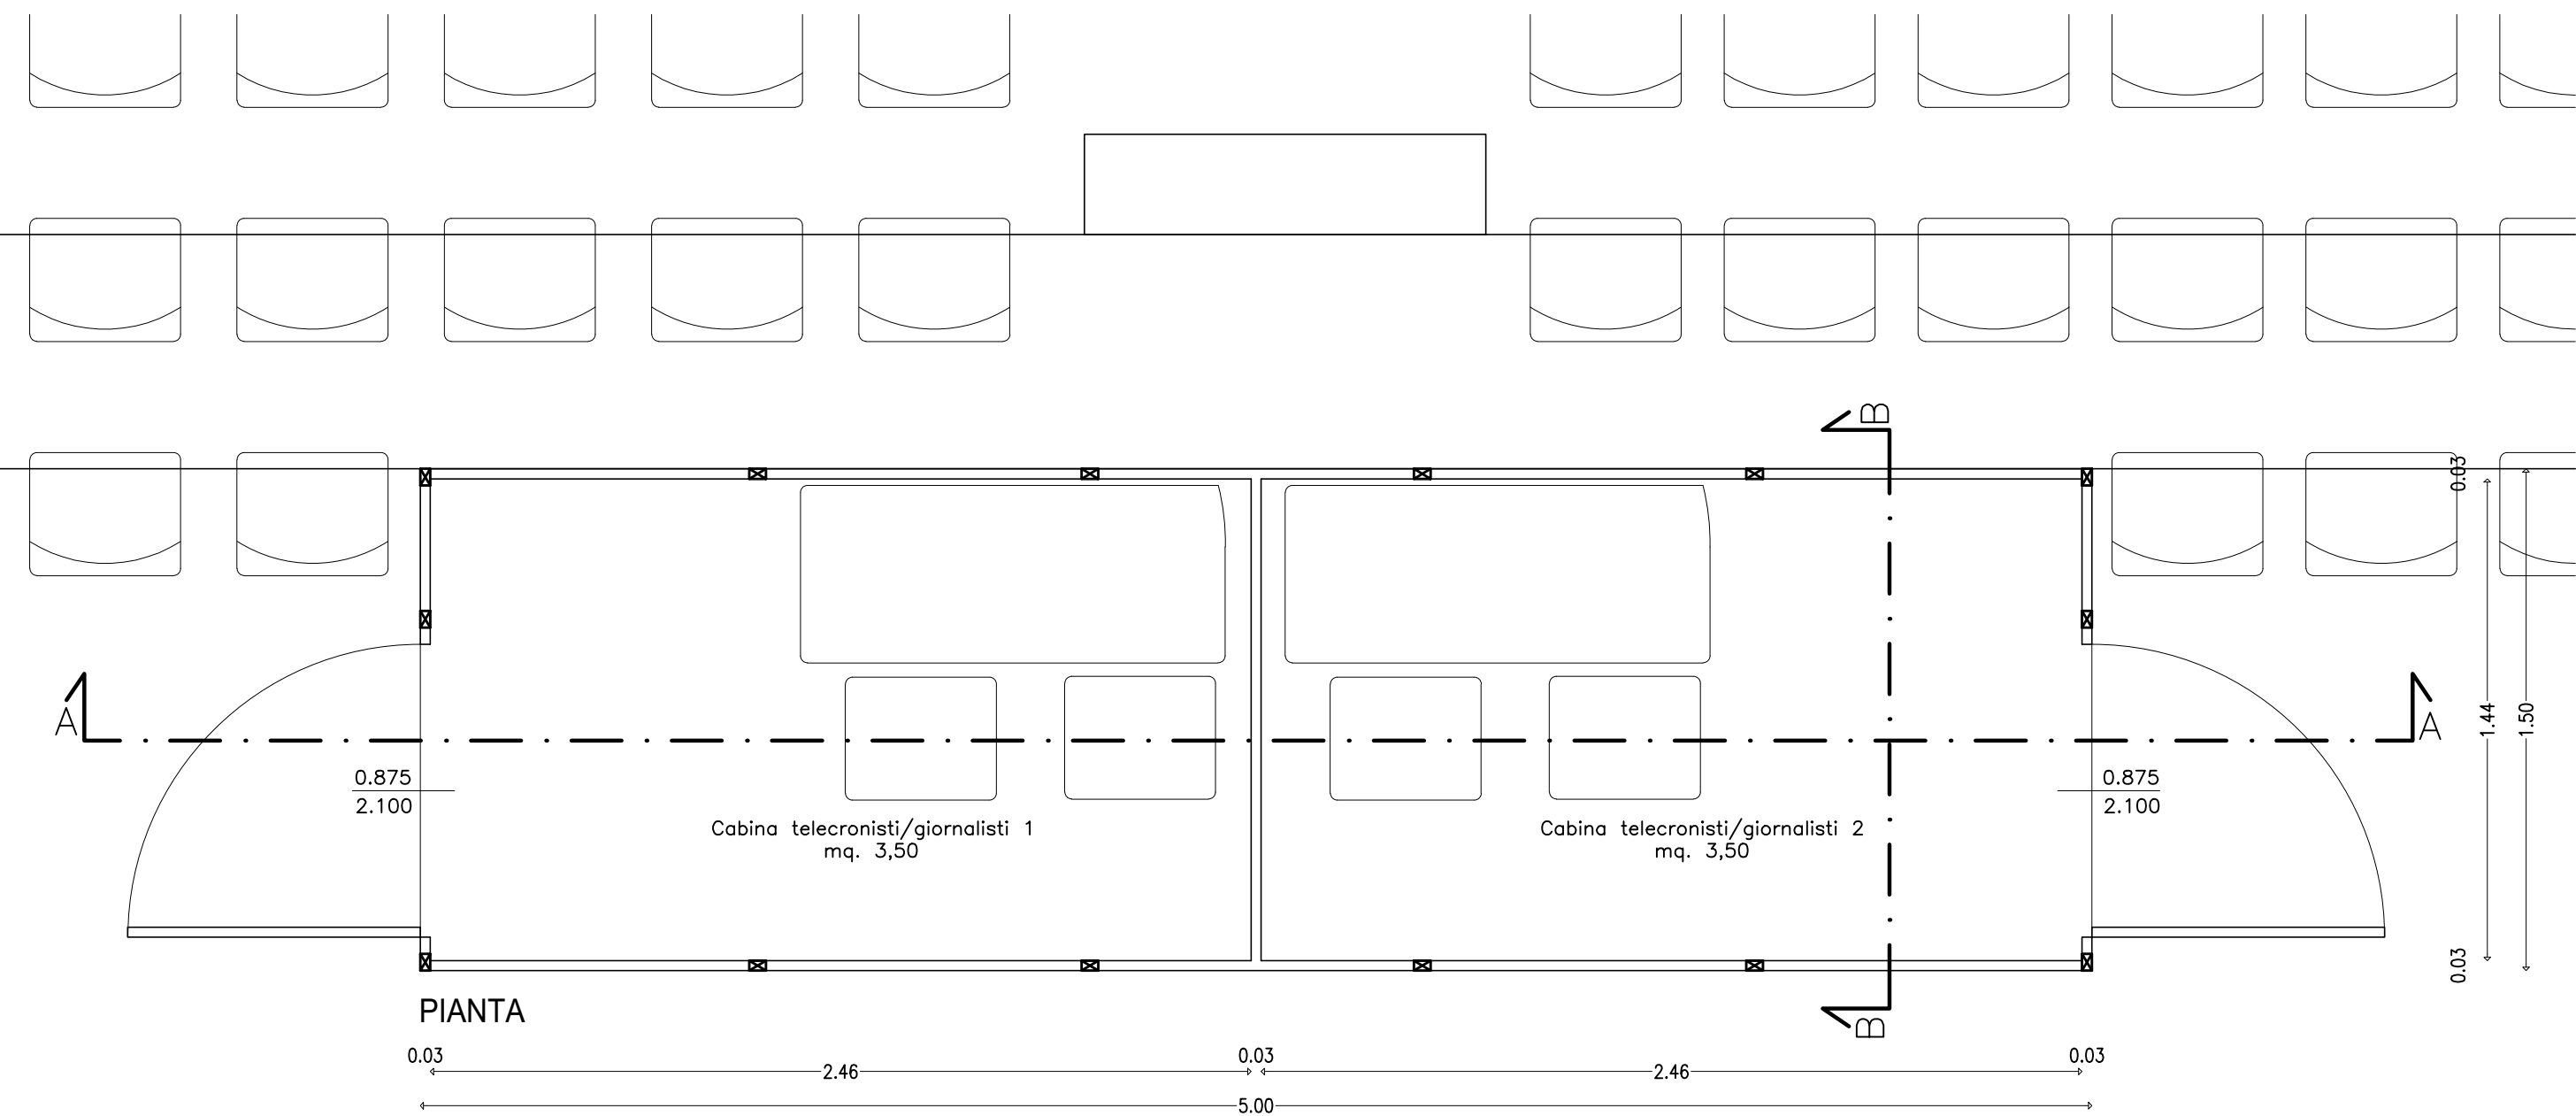 B
0.03
A
A
1.44
1.50
0.875
2.100
0.875
2.100
Cabina telecronisti/giornalisti 1
mq. 3,50
Cabina telecronisti/giornalisti 2
mq. 3,50
0.03
PIANTA
B
0.03
0.03
0.03
2.46
2.46
5.00